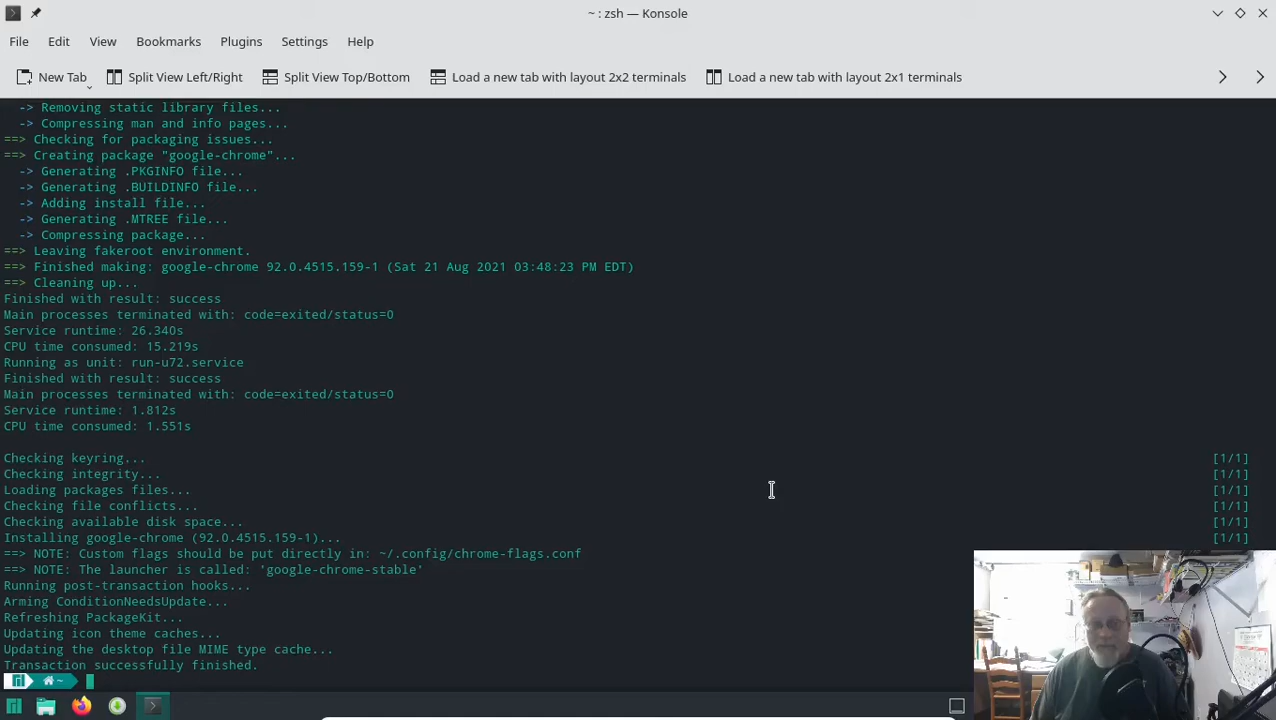 ~ : zsh — Konsole
File Edit View Bookmarks Plugins Settings Help
New Tab Split View Left/Right Split View Top/Bottom Load a new tab with layout 2x2 terminals Load a new tab with layout 2x1 terminals
-> Removing static library files...
-> Compressing man and info pages...
==> Checking for packaging issues...
==> Creating package "google-chrome"...
-> Generating .PKGINFO file...
-> Generating .BUILDINFO file...
-> Adding install file...
-> Generating .MTREE file...
-> Compressing package...
==> Leaving fakeroot environment.
==> Finished making: google-chrome 92.0.4515.159-1 (Sat 21 Aug 2021 03:48:23 PM EDT)
==> Cleaning up...
Finished with result: success
Main processes terminated with: code=exited/status=0
Service runtime: 26.340s
CPU time consumed: 15.219s
Running as unit: run-u72.service
Finished with result: success
Main processes terminated with: code=exited/status=0
Service runtime: 1.812s
CPU time consumed: 1.551s
Checking keyring... [1/1]
Checking integrity... [1/1]
Loading packages files... [1/1]
Checking file conflicts... [1/1]
Checking available disk space... [1/1]
Installing google-chrome (92.0.4515.159-1)... [1/1]
==> NOTE: Custom flags should be put directly in: ~/.config/chrome-flags.conf
==> NOTE: The launcher is called: 'google-chrome-stable'
Running post-transaction hooks...
Arming ConditionNeedsUpdate...
Refreshing PackageKit...
Updating icon theme caches...
Updating the desktop file MIME type cache...
Transaction successfully finished.
~